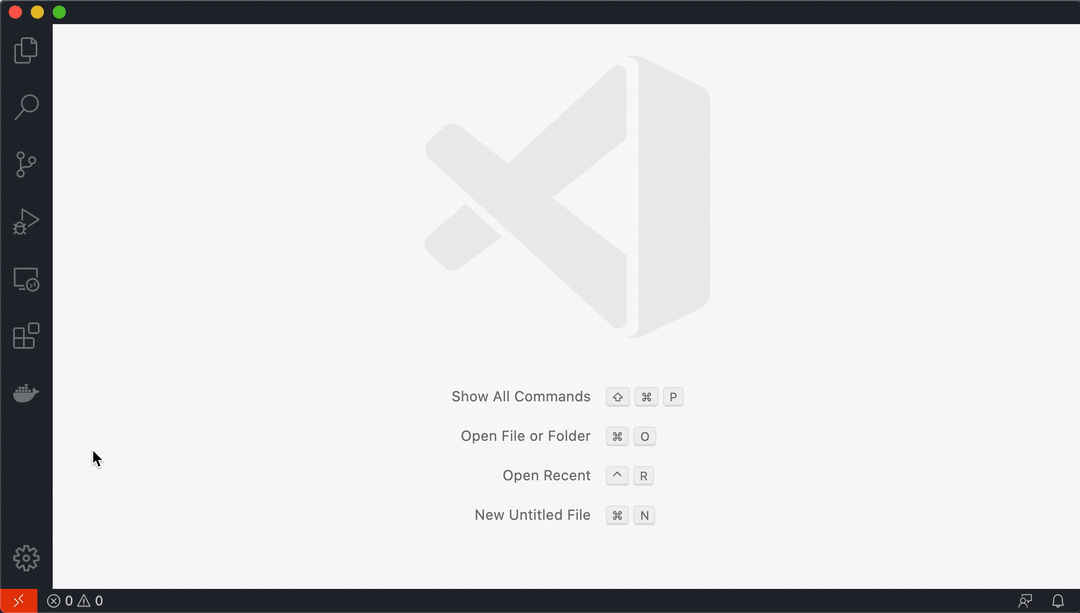 Show All Commands ⇧ ⌘ P
Open File or Folder ⌘ O
Open Recent ^ R
New Untitled File ⌘ N
0 0